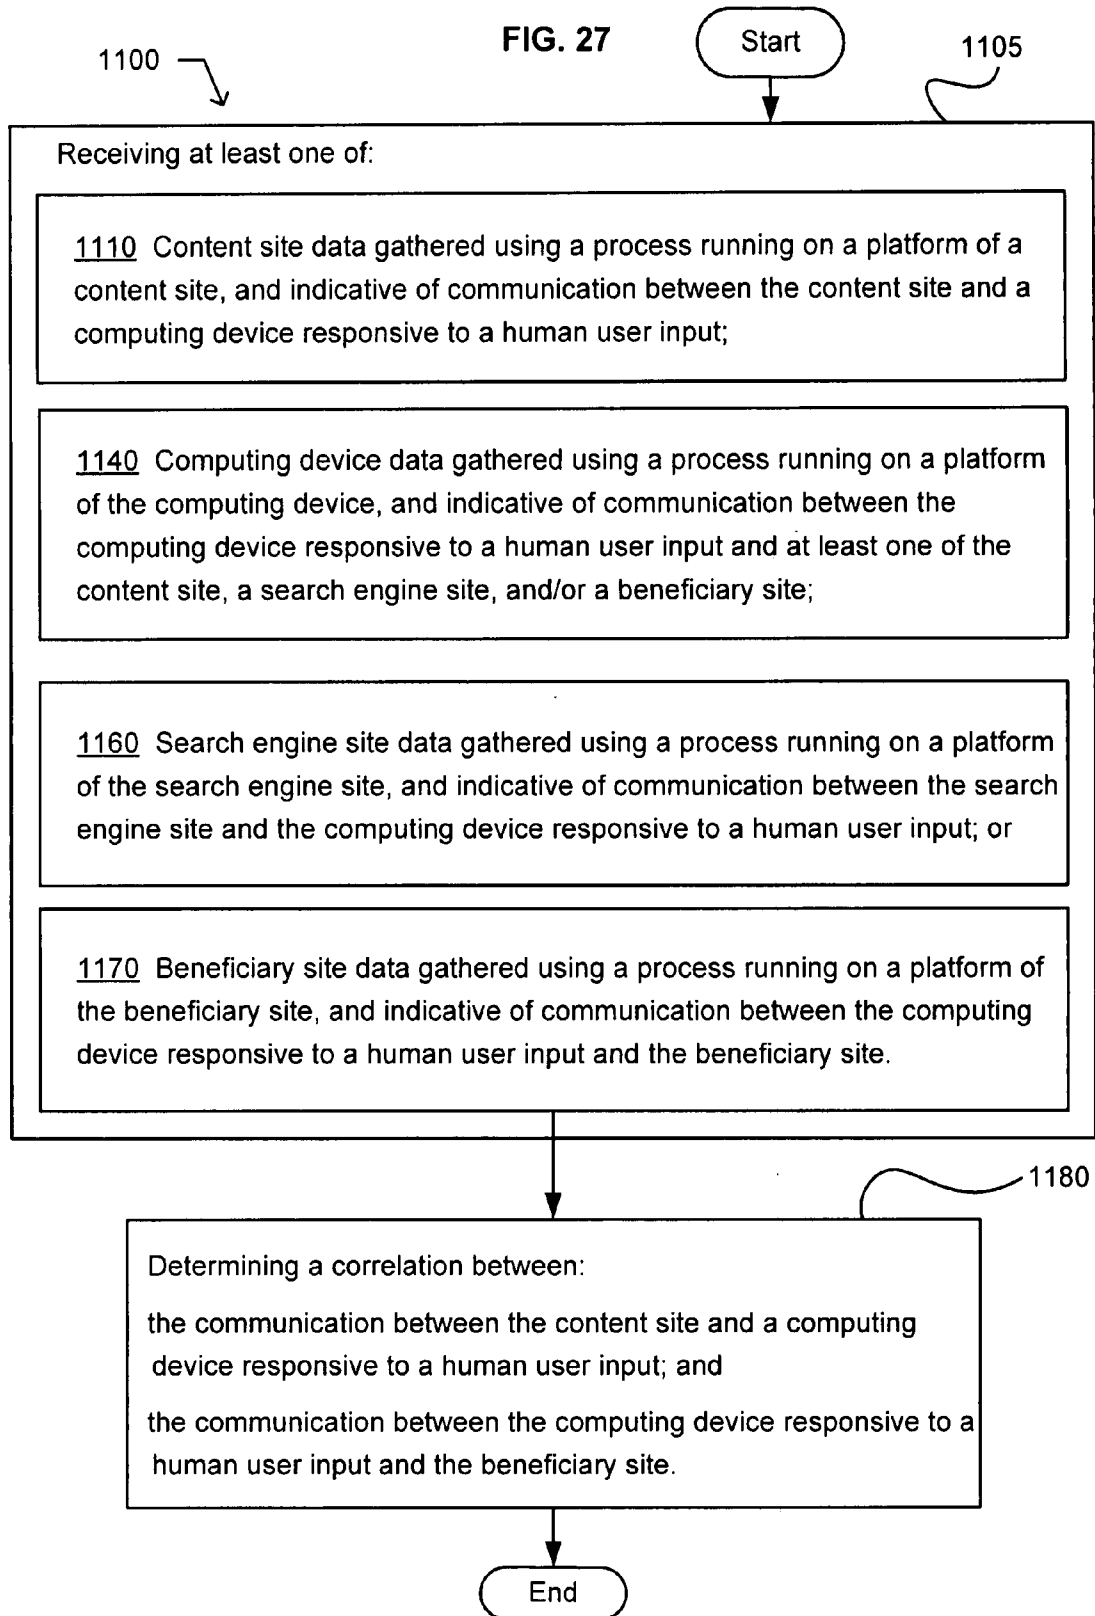 FIG. 27
Start
1100
1105
Receiving at least one of:
1110 Content site data gathered using a process running on a platform of a
content site, and indicative of communication between the content site and a
computing device responsive to a human user input;
1140 Computing device data gathered using a process running on a platform
of the computing device, and indicative of communication between the
computing device responsive to a human user input and at least one of the
content site, a search engine site, and/or a beneficiary site;
1160 Search engine site data gathered using a process running on a platform
of the search engine site, and indicative of communication between the search
engine site and the computing device responsive to a human user input; or
1170 Beneficiary site data gathered using a process running on a platform of
the beneficiary site, and indicative of communication between the computing
device responsive to a human user input and the beneficiary site.
1180
Determining a correlation between:
the communication between the content site and a computing
device responsive to a human user input; and
the communication between the computing device responsive to a
human user input and the beneficiary site.
End